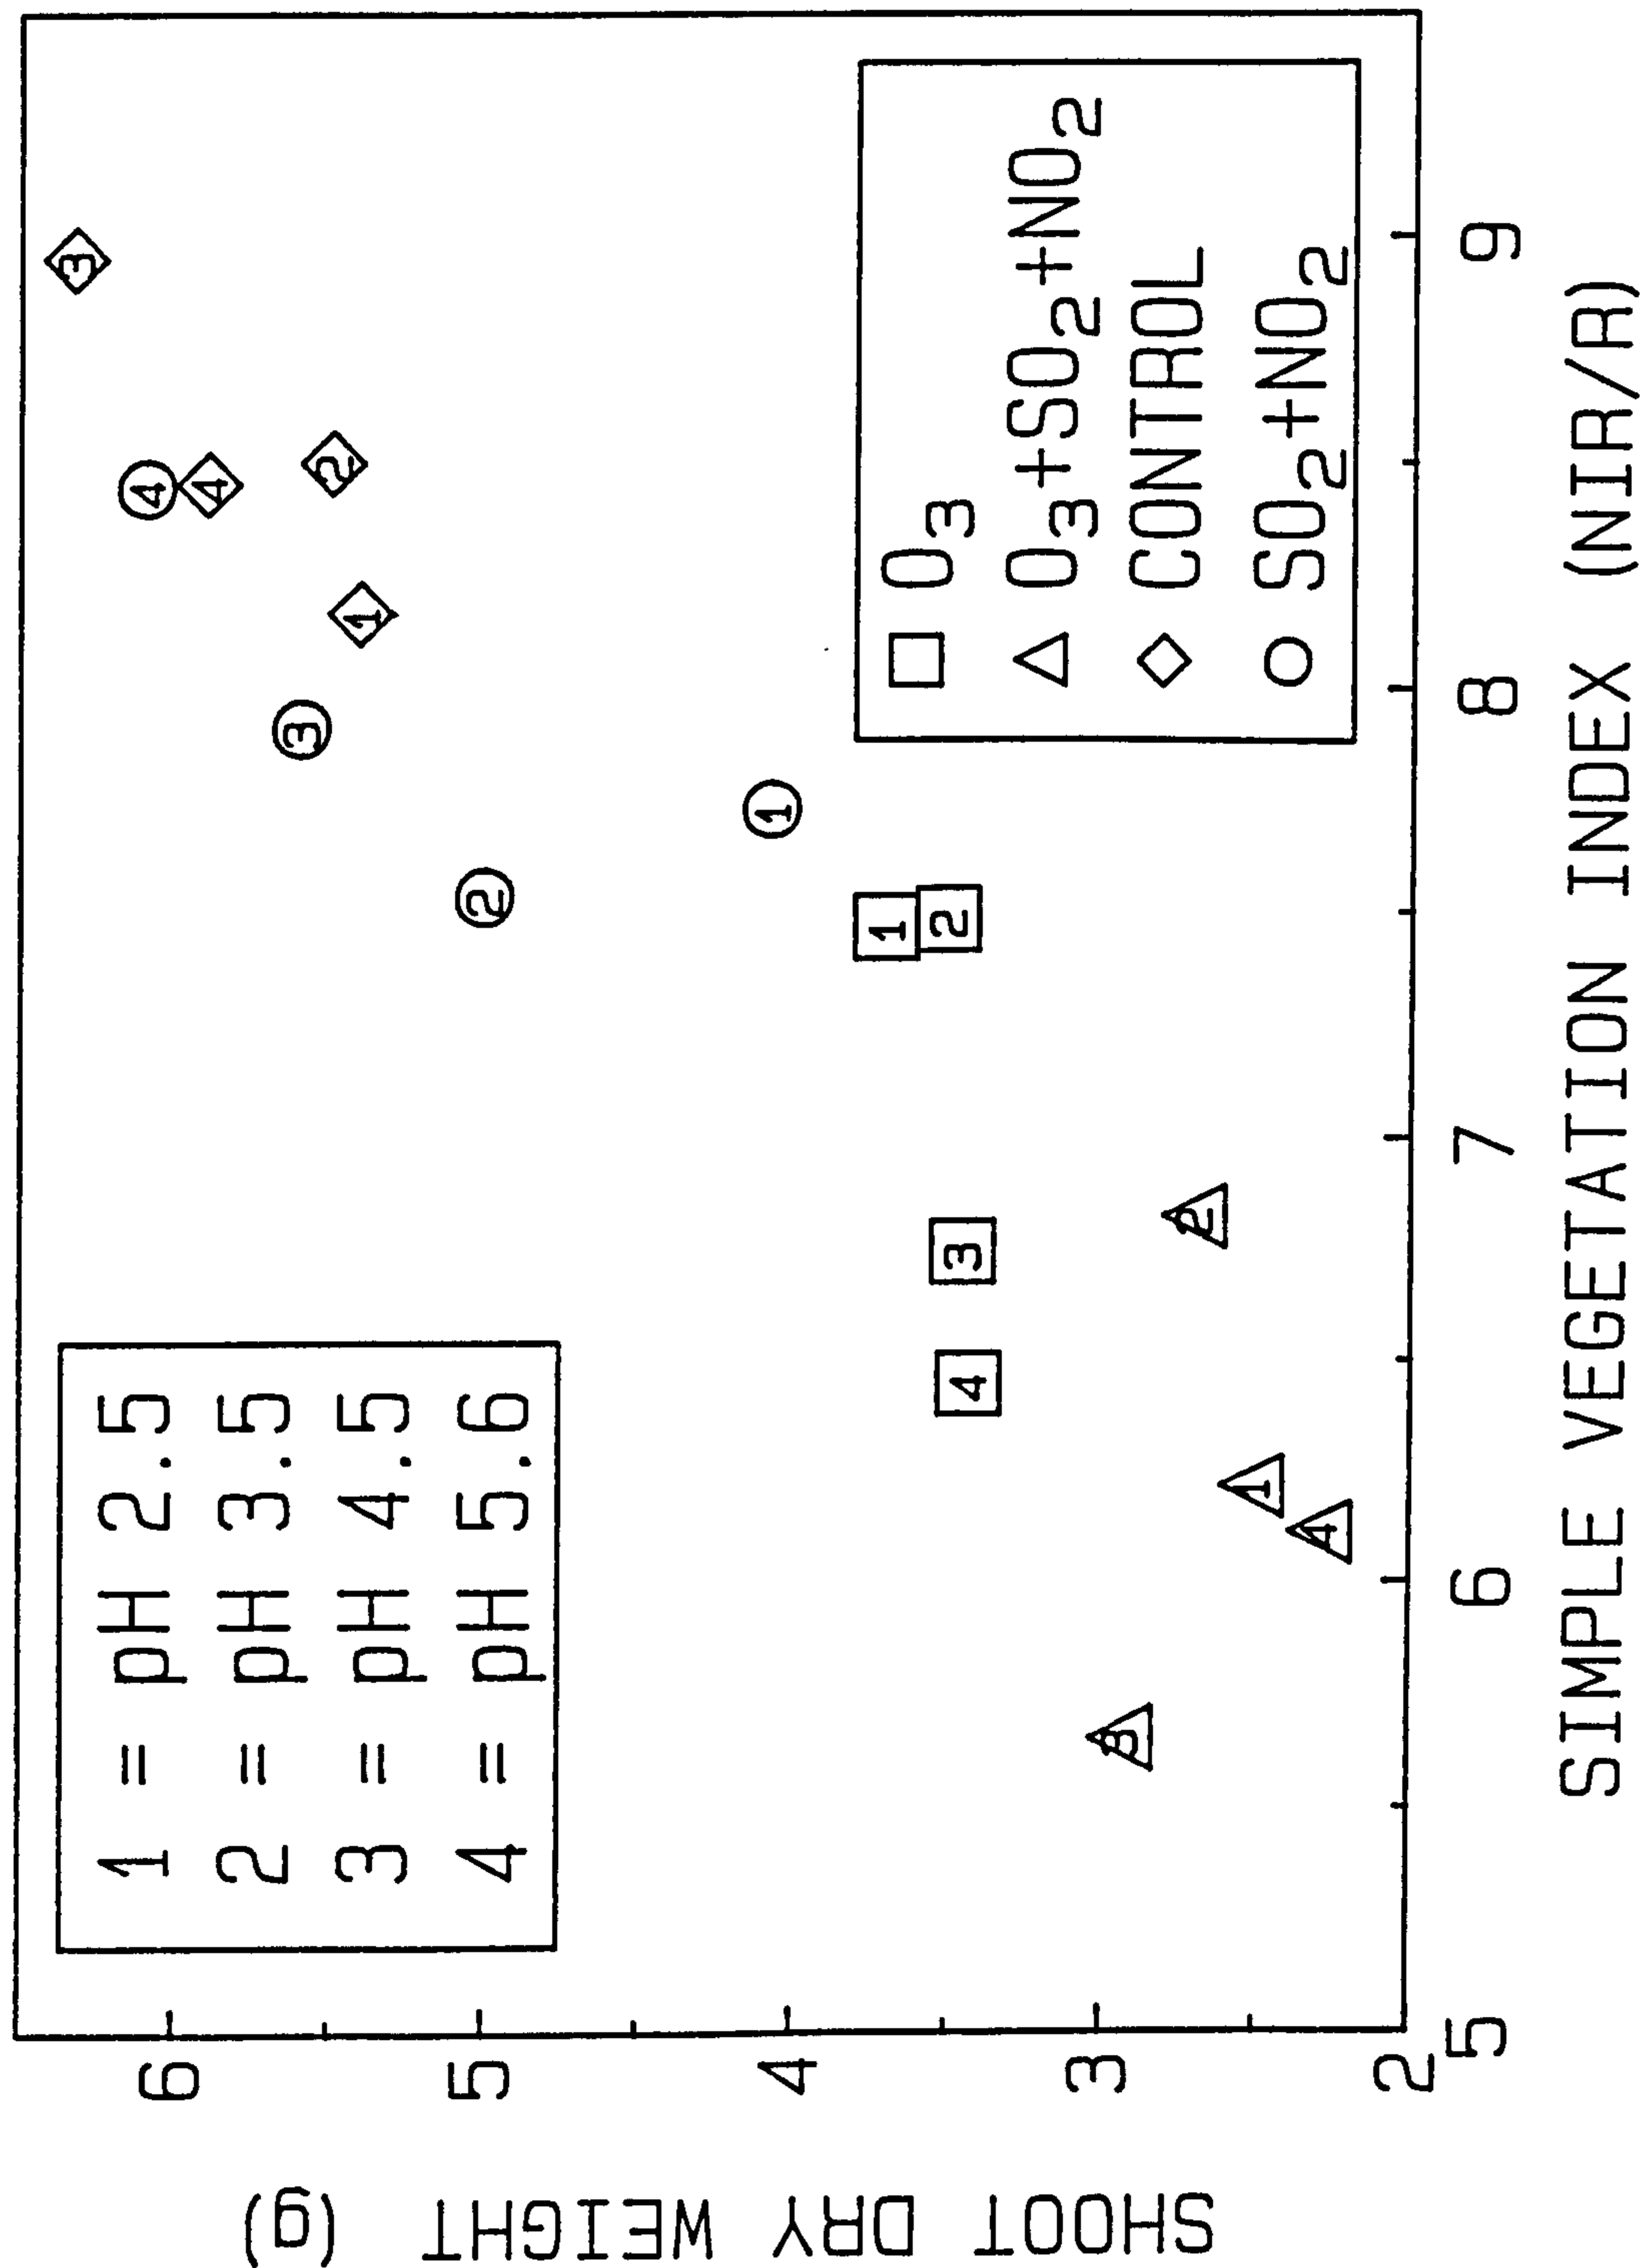 SHOOT DRY WEIGHT (g)
6
5
4
3
2
1 = pH 2.5
2 = pH 3.5
3 = pH 4.5
4 = pH 5.6
3
4
4
2
1
3
1
2
1
2
3
4
2
1
4
3
□ O₃
△ O₃+SO₂+NO₂
◇ CONTROL
○ SO₂+NO₂
5 6 7 8 9
SIMPLE VEGETATION INDEX (NIR/R)